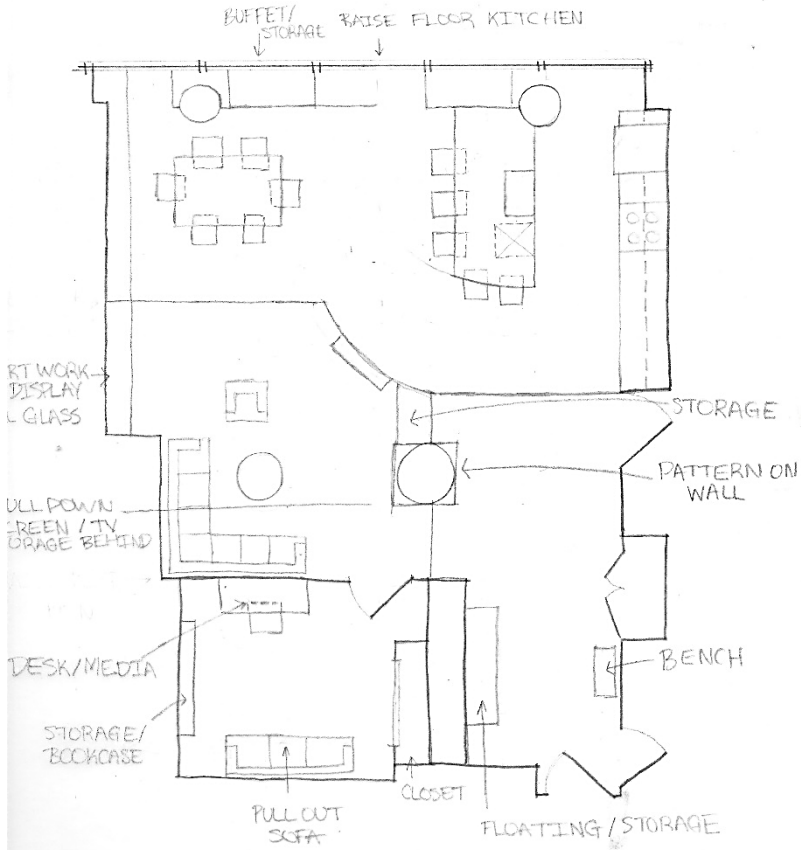 BUFFET/
STORAGE
RAISE FLOOR KITCHEN
RT WORK
DISPLAY
GLASS
STORAGE
PATTERN ON
WALL
ULL DOWN
CREEN / TV
ORAGE BEHIND
DESK/MEDIA
BENCH
STORAGE/
BOOKCASE
PULL OUT
SOFA
CLOSET
FLOATING/STORAGE